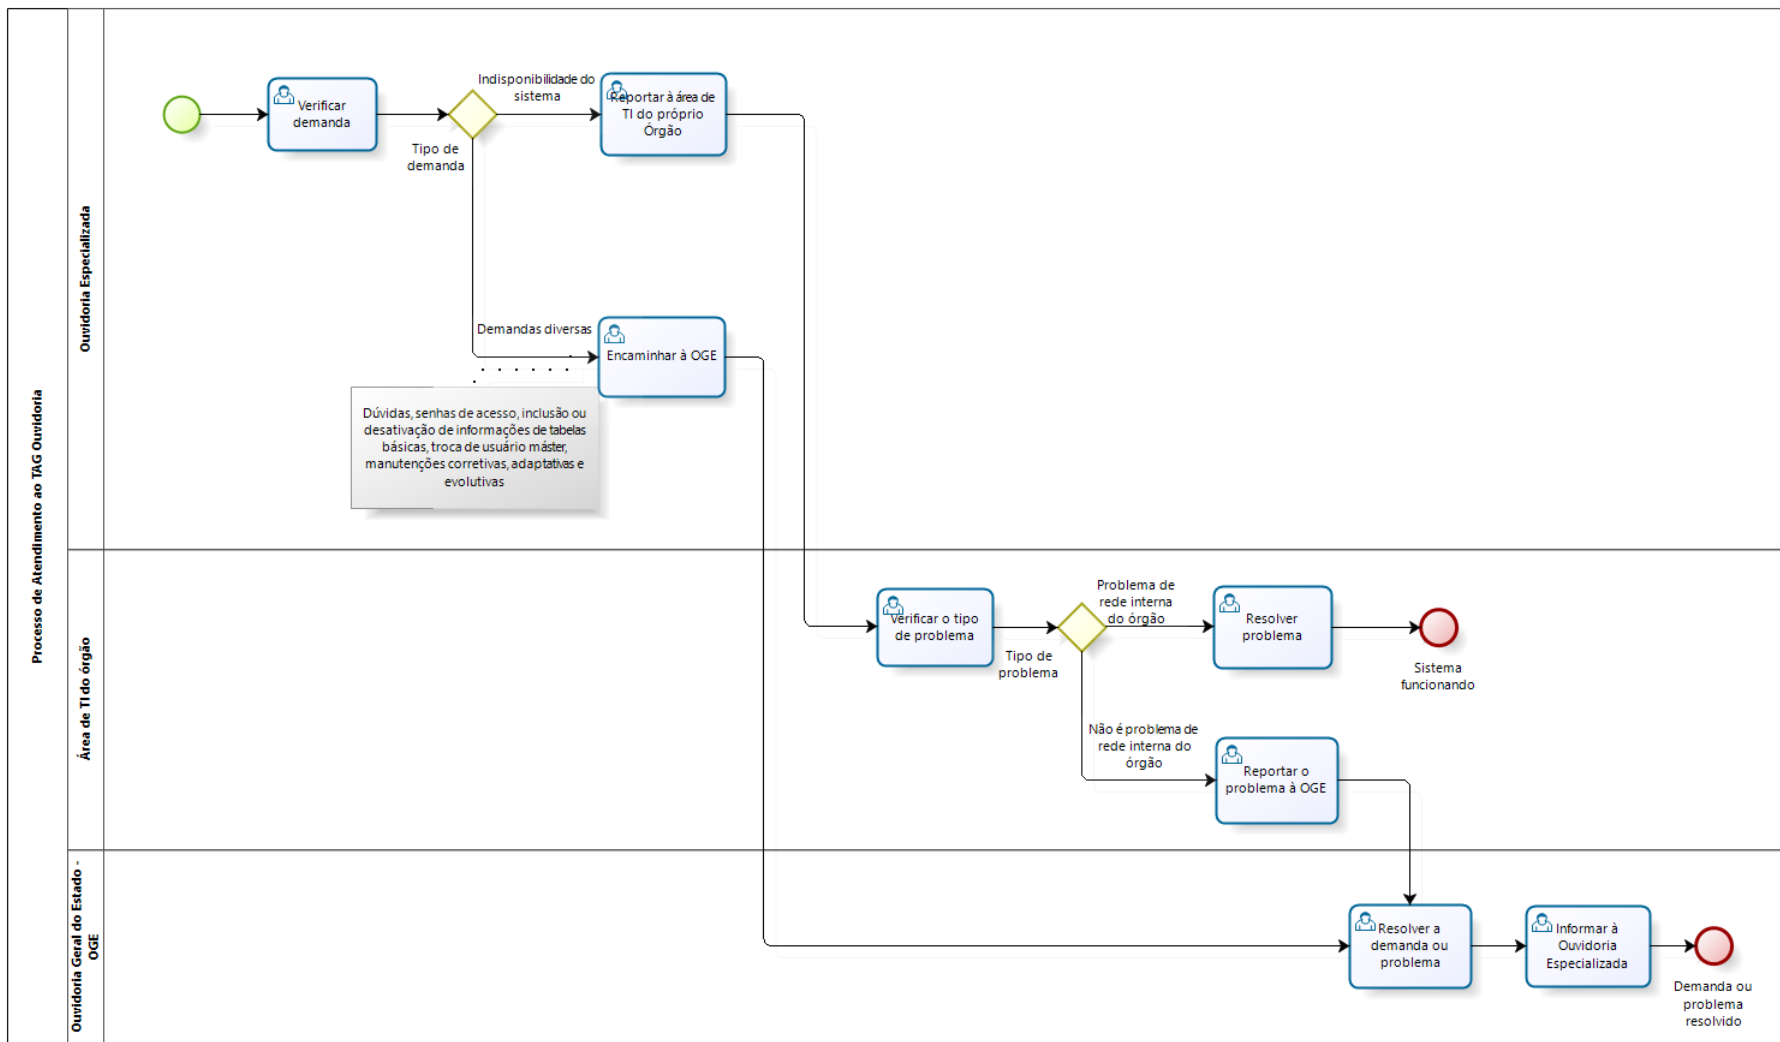 Processo de Atendimento ao TAG Ouvidoria
Ouvidoria Especializada
Verificar
demanda
Tipo de
demanda
Indisponibilidade do
sistema
Reportar à área de
TI do próprio
Órgão
Demandas diversas
Encaminhar à OGE
Dúvidas, senhas de acesso, inclusão ou
desativação de informações de tabelas
básicas, troca de usuário máster,
manutenções corretivas, adaptativas e
evolutivas
Área de TI do órgão
Verificar o tipo
de problema
Tipo de
problema
Problema de
rede interna
do órgão
Resolver
problema
Sistema
funcionando
Não é problema de
rede interna do
órgão
Reportar o
problema à OGE
Ouvidoria Geral do Estado -
OGE
Resolver a
demanda ou
problema
Informar à
Ouvidoria
Especializada
Demanda ou
problema
resolvido